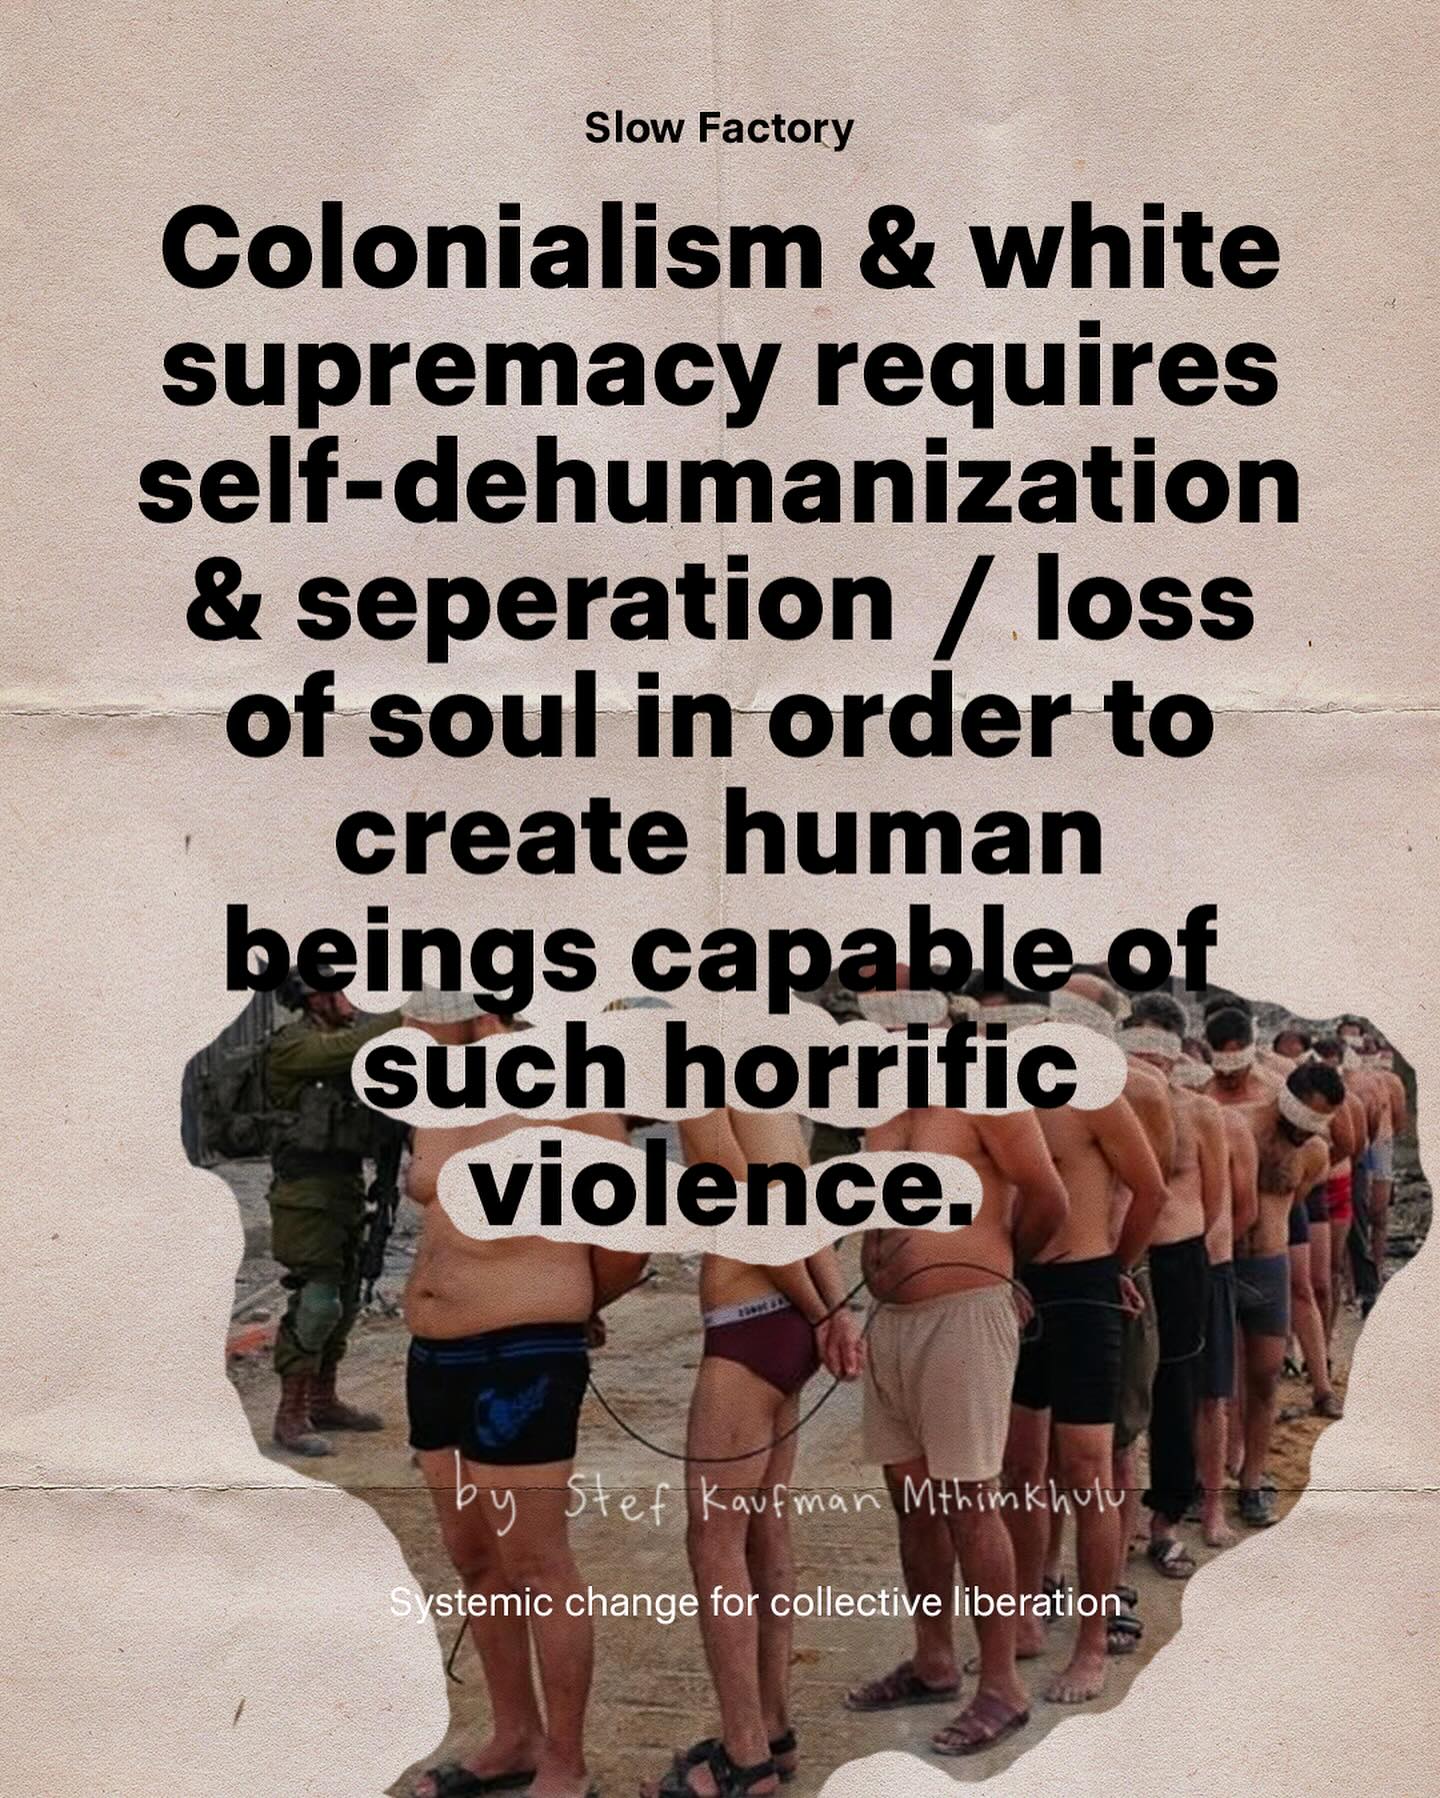 Slow Factory
Colonialism & white
supremacy requires
self-dehumanization
& seperation / loss
of soul in order to
create human
beings capable of
such horrific
violence.
by Stef Kaufman Mthimkhulu
Systemic change for collective liberation